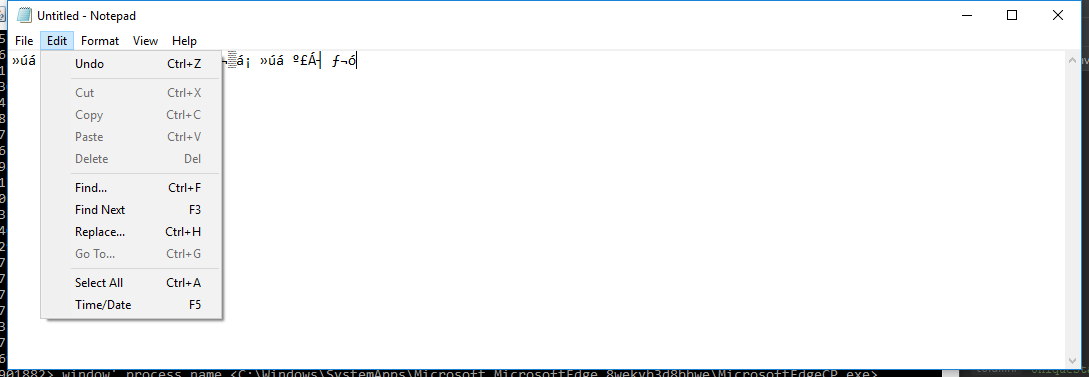 Untitled - Notepad
File Edit Format View Help
»úá ¬▒á¡ »úá º£Á┤ ƒ¬ó
Undo Ctrl+Z
Cut Ctrl+X
Copy Ctrl+C
Paste Ctrl+V
Delete Del
Find... Ctrl+F
Find Next F3
Replace... Ctrl+H
Go To... Ctrl+G
Select All Ctrl+A
Time/Date F5
001882> window' process name <C:\Windows\SystemApps\Microsoft.MicrosoftEdge_8wekyb3d8bbwe\MicrosoftEdgeCP.exe>